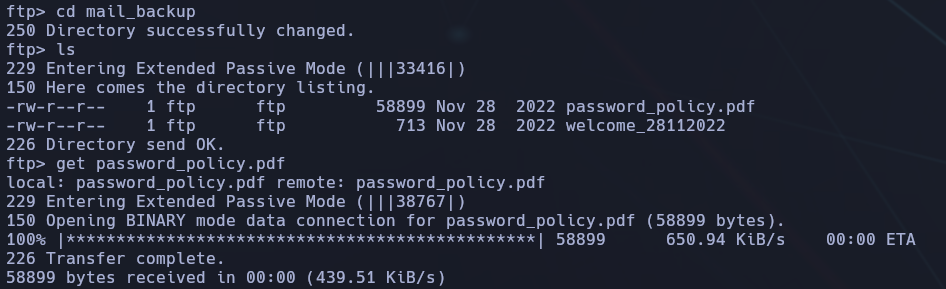 ftp> cd mail_backup
250 Directory successfully changed.
ftp> ls
229 Entering Extended Passive Mode (|||33416|)
150 Here comes the directory listing.
-rw-r--r--    1 ftp      ftp         58899 Nov 28  2022 password_policy.pdf
-rw-r--r--    1 ftp      ftp           713 Nov 28  2022 welcome_28112022
226 Directory send OK.
ftp> get password_policy.pdf
local: password_policy.pdf remote: password_policy.pdf
229 Entering Extended Passive Mode (|||38767|)
150 Opening BINARY mode data connection for password_policy.pdf (58899 bytes).
100% |***********************************************| 58899      650.94 KiB/s    00:00 ETA
226 Transfer complete.
58899 bytes received in 00:00 (439.51 KiB/s)